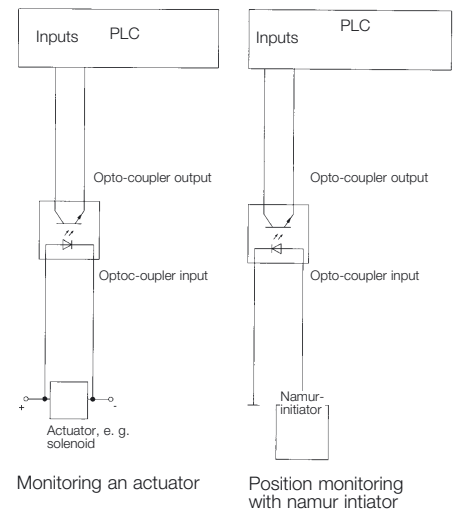 Inputs PLC
Opto-coupler output
Optoc-oupler input
+ -
Actuator, e. g.
solenoid
Monitoring an actuator
PLC
Inputs
Opto-coupler output
Opto-coupler input
Namur-
initiator
Position monitoring
with namur intiator